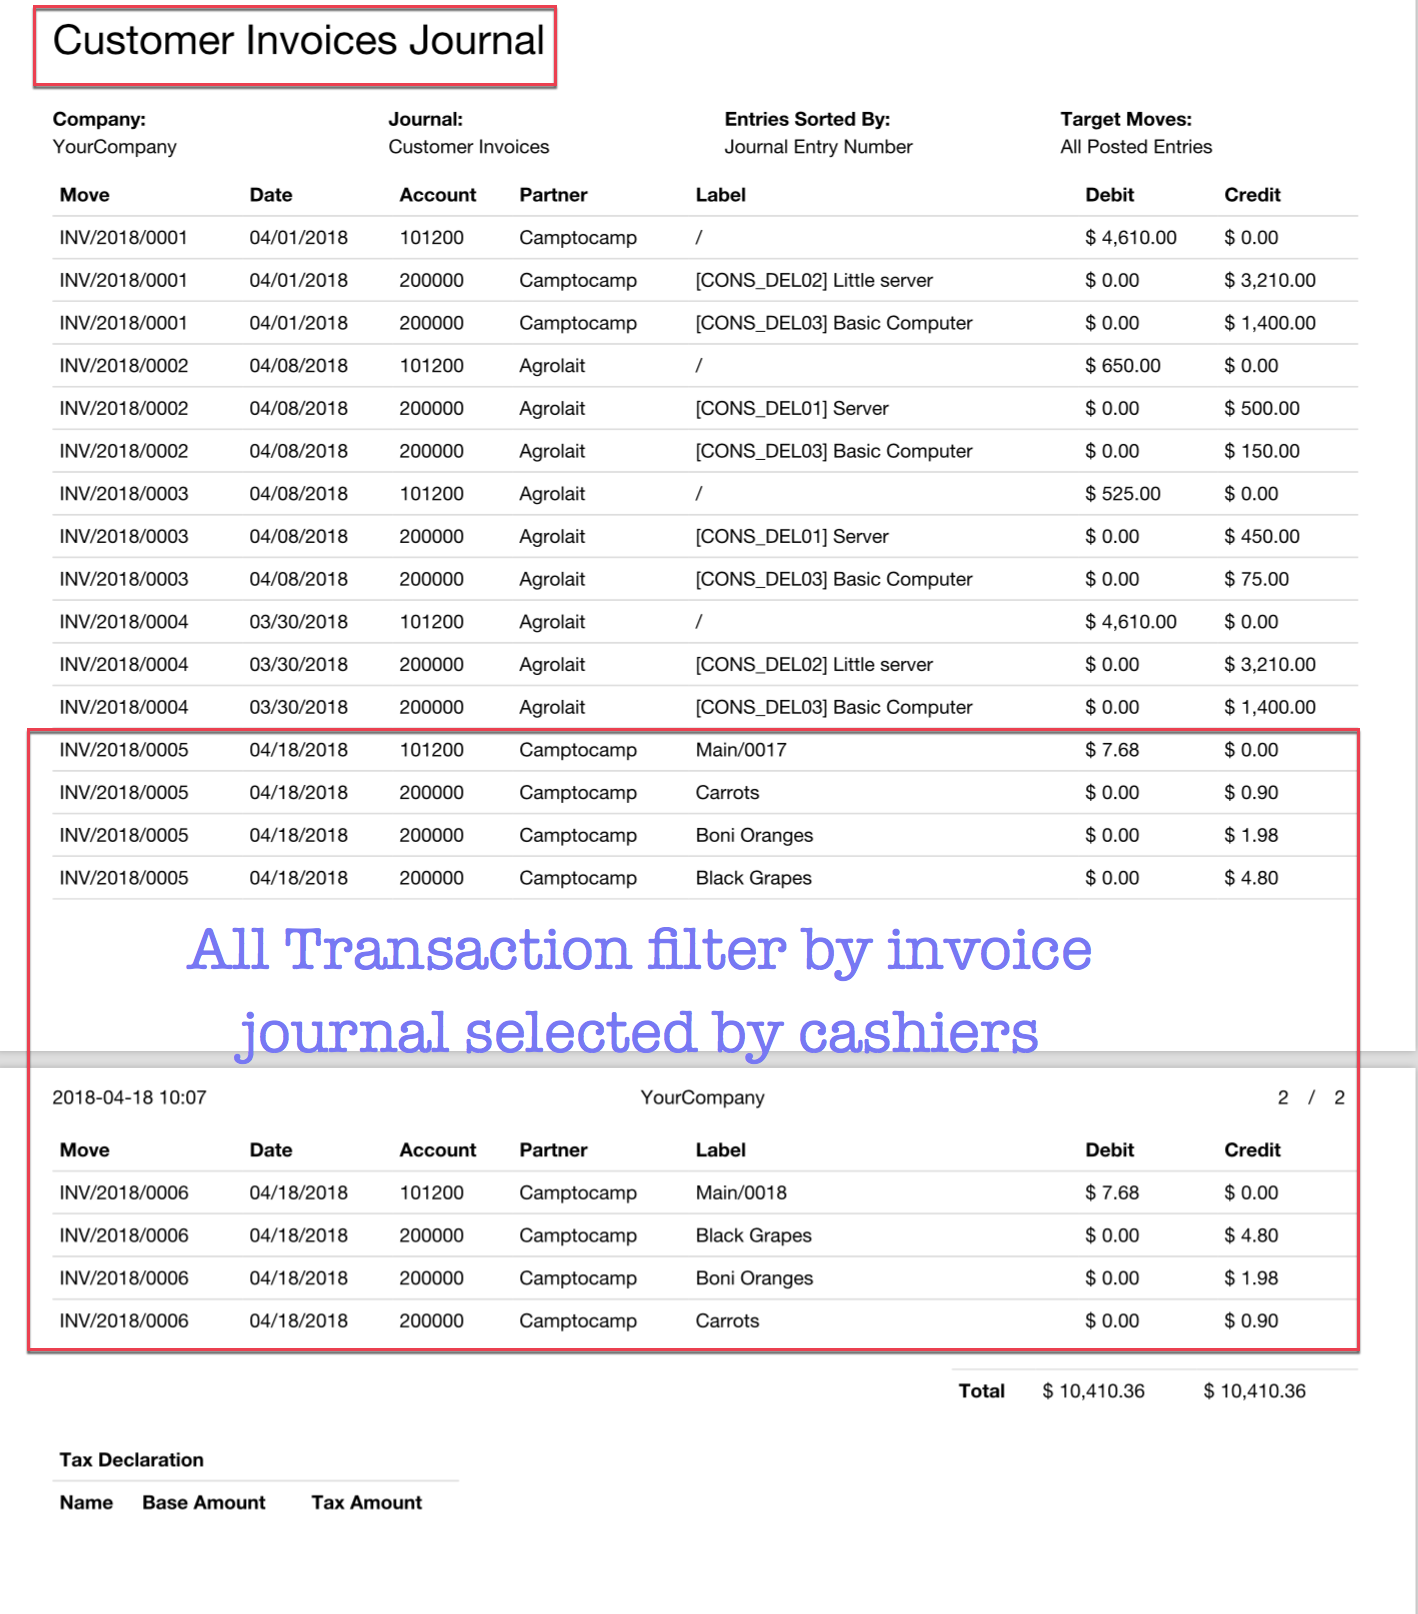 Customer Invoices Journal
Company: Journal: Entries Sorted By: Target Moves:
YourCompany Customer Invoices Journal Entry Number All Posted Entries
Move Date Account Partner Label Debit Credit
INV/2018/0001 04/01/2018 101200 Camptocamp / $ 4,610.00 $ 0.00
INV/2018/0001 04/01/2018 200000 Camptocamp [CONS_DEL02] Little server $ 0.00 $ 3,210.00
INV/2018/0001 04/01/2018 200000 Camptocamp [CONS_DEL03] Basic Computer $ 0.00 $ 1,400.00
INV/2018/0002 04/08/2018 101200 Agrolait / $ 650.00 $ 0.00
INV/2018/0002 04/08/2018 200000 Agrolait [CONS_DEL01] Server $ 0.00 $ 500.00
INV/2018/0002 04/08/2018 200000 Agrolait [CONS_DEL03] Basic Computer $ 0.00 $ 150.00
INV/2018/0003 04/08/2018 101200 Agrolait / $ 525.00 $ 0.00
INV/2018/0003 04/08/2018 200000 Agrolait [CONS_DEL01] Server $ 0.00 $ 450.00
INV/2018/0003 04/08/2018 200000 Agrolait [CONS_DEL03] Basic Computer $ 0.00 $ 75.00
INV/2018/0004 03/30/2018 101200 Agrolait / $ 4,610.00 $ 0.00
INV/2018/0004 03/30/2018 200000 Agrolait [CONS_DEL02] Little server $ 0.00 $ 3,210.00
INV/2018/0004 03/30/2018 200000 Agrolait [CONS_DEL03] Basic Computer $ 0.00 $ 1,400.00
INV/2018/0005 04/18/2018 101200 Camptocamp Main/0017 $ 7.68 $ 0.00
INV/2018/0005 04/18/2018 200000 Camptocamp Carrots $ 0.00 $ 0.90
INV/2018/0005 04/18/2018 200000 Camptocamp Boni Oranges $ 0.00 $ 1.98
INV/2018/0005 04/18/2018 200000 Camptocamp Black Grapes $ 0.00 $ 4.80
All Transaction filter by invoice
journal selected by cashiers
2018-04-18 10:07 YourCompany 2 / 2
Move Date Account Partner Label Debit Credit
INV/2018/0006 04/18/2018 101200 Camptocamp Main/0018 $ 7.68 $ 0.00
INV/2018/0006 04/18/2018 200000 Camptocamp Black Grapes $ 0.00 $ 4.80
INV/2018/0006 04/18/2018 200000 Camptocamp Boni Oranges $ 0.00 $ 1.98
INV/2018/0006 04/18/2018 200000 Camptocamp Carrots $ 0.00 $ 0.90
Total $ 10,410.36 $ 10,410.36
Tax Declaration
Name Base Amount Tax Amount